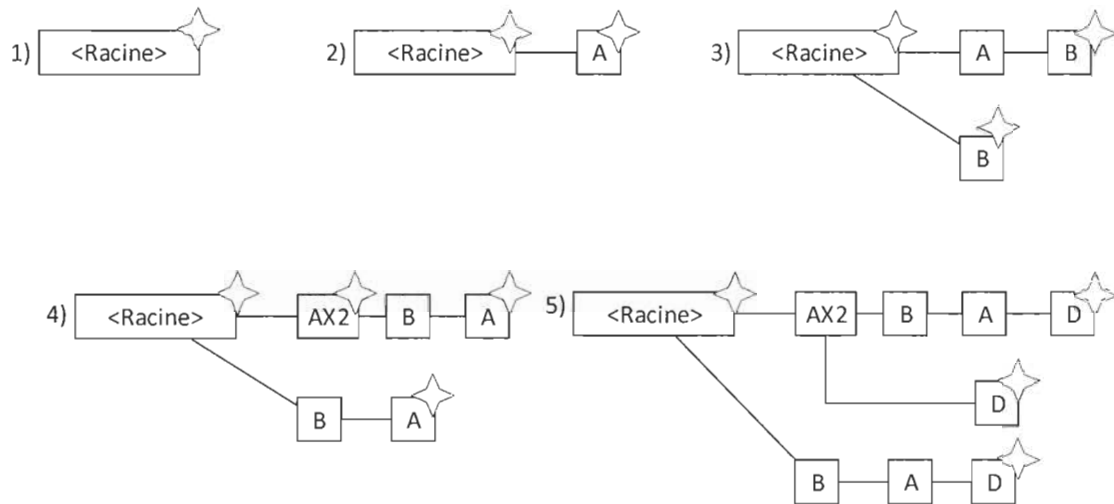 1) <Racine> 2) <Racine> A 3) <Racine> A B
B
4) <Racine> AX2 B A 5) <Racine> AX2 B A D
B A D
B A D